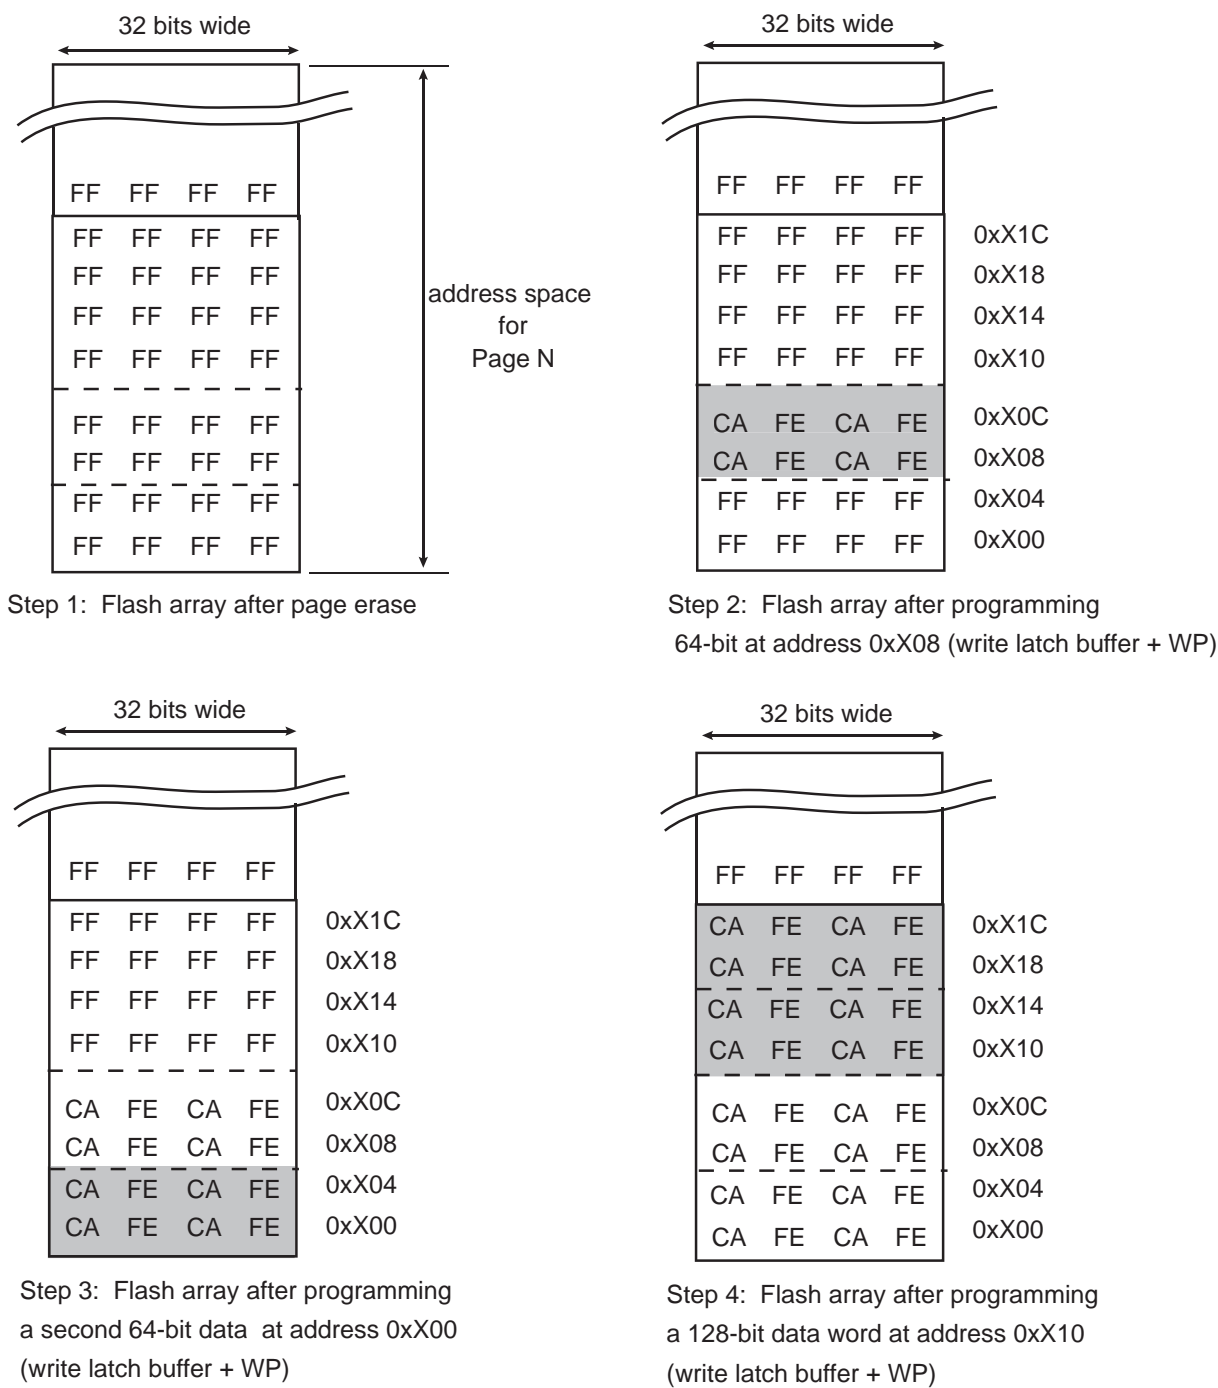 32 bits wide
FF FF FF FF
FF FF FF FF
FF FF FF FF
FF FF FF FF
FF FF FF FF
FF FF FF FF
FF FF FF FF
FF FF FF FF
FF FF FF FF
address space
for
Page N
Step 1: Flash array after page erase
32 bits wide
FF FF FF FF
FF FF FF FF 0xX1C
FF FF FF FF 0xX18
FF FF FF FF 0xX14
FF FF FF FF 0xX10
CA FE CA FE 0xX0C
CA FE CA FE 0xX08
FF FF FF FF 0xX04
FF FF FF FF 0xX00
Step 2: Flash array after programming
64-bit at address 0xX08 (write latch buffer + WP)
32 bits wide
FF FF FF FF
FF FF FF FF 0xX1C
FF FF FF FF 0xX18
FF FF FF FF 0xX14
FF FF FF FF 0xX10
CA FE CA FE 0xX0C
CA FE CA FE 0xX08
CA FE CA FE 0xX04
CA FE CA FE 0xX00
Step 3: Flash array after programming
a second 64-bit data at address 0xX00
(write latch buffer + WP)
32 bits wide
FF FF FF FF
CA FE CA FE 0xX1C
CA FE CA FE 0xX18
CA FE CA FE 0xX14
CA FE CA FE 0xX10
CA FE CA FE 0xX0C
CA FE CA FE 0xX08
CA FE CA FE 0xX04
CA FE CA FE 0xX00
Step 4: Flash array after programming
a 128-bit data word at address 0xX10
(write latch buffer + WP)